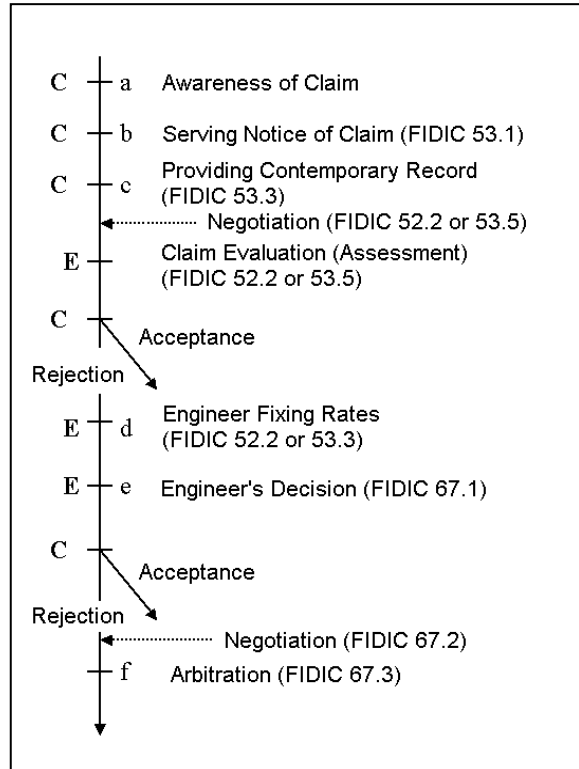 C a Awareness of Claim
C b Serving Notice of Claim (FIDIC 53.1)
C c Providing Contemporary Record
(FIDIC 53.3)
Negotiation (FIDIC 52.2 or 53.5)
E Claim Evaluation (Assessment)
(FIDIC 52.2 or 53.5)
C
Acceptance
Rejection
E d Engineer Fixing Rates
(FIDIC 52.2 or 53.3)
E e Engineer's Decision (FIDIC 67.1)
C
Acceptance
Rejection
Negotiation (FIDIC 67.2)
f Arbitration (FIDIC 67.3)